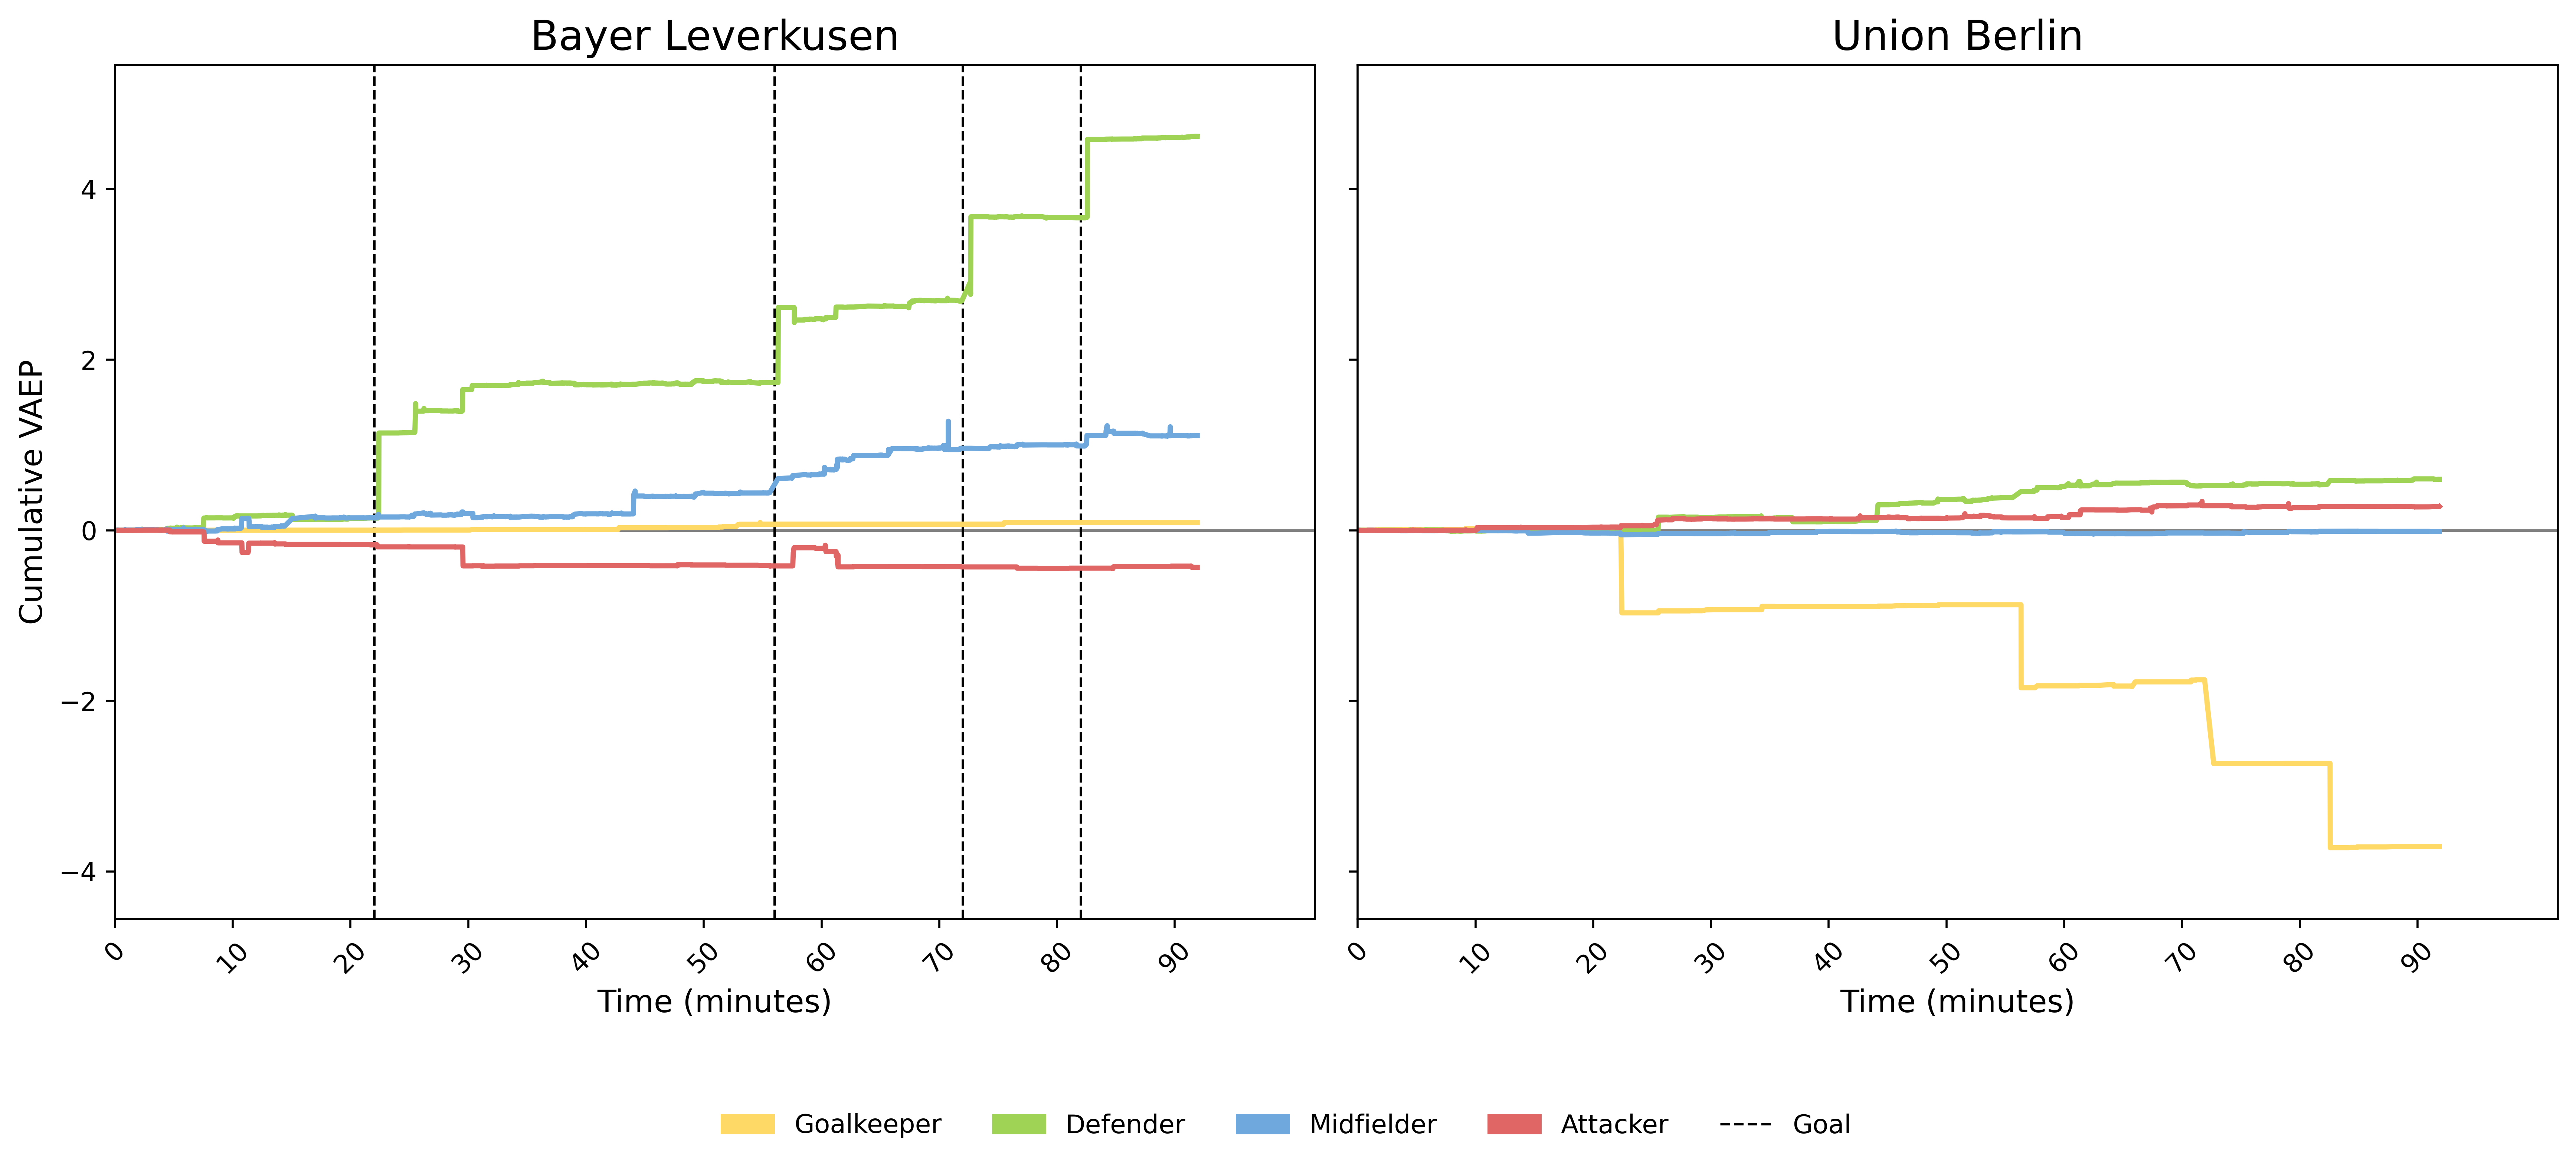 Bayer Leverkusen
Union Berlin
Cumulative VAEP
4
2
0
−2
−4
0 10 20 30 40 50 60 70 80 90
0 10 20 30 40 50 60 70 80 90
Time (minutes)
Time (minutes)
Goalkeeper Defender Midfielder Attacker Goal